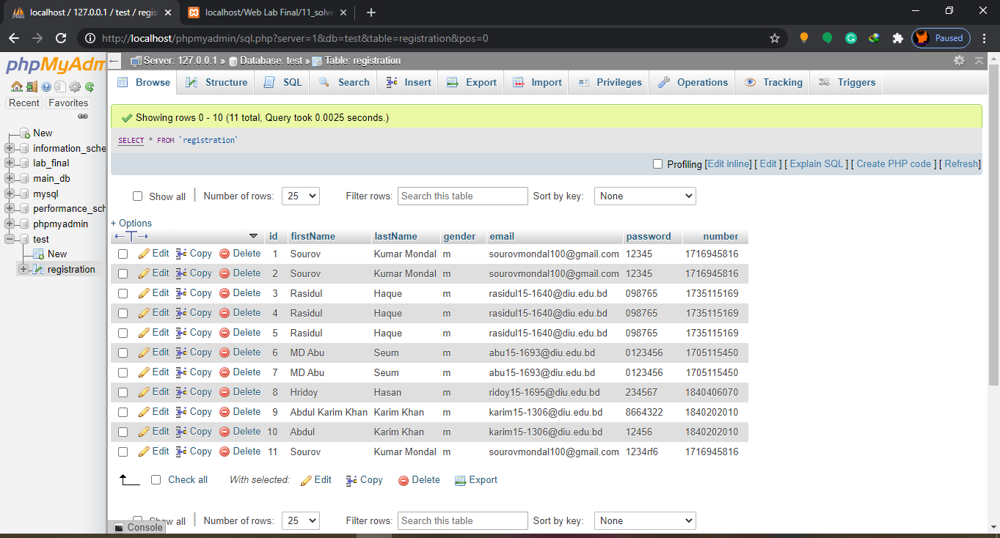 localhost / 127.0.0.1 / test / regis
localhost/Web Lab Final/11_solve
http://localhost/phpmyadmin/sql.php?server=1&db=test&table=registration&pos=0
Paused
phpMyAdm
Recent Favorites
New
information_sche
lab_final
main_db
mysql
performance_sch
phpmyadmin
test
New
registration
Server: 127.0.0.1 » Database: test » Table: registration
Browse Structure SQL Search Insert Export Import Privileges Operations Tracking Triggers
Showing rows 0 - 10 (11 total, Query took 0.0025 seconds.)
SELECT * FROM `registration`
Profiling [Edit inline] [ Edit ] [ Explain SQL ] [ Create PHP code ] [ Refresh]
Show all Number of rows: 25 Filter rows: Search this table Sort by key: None
+ Options
←T→ id firstName lastName gender email password number
Edit Copy Delete 1 Sourov Kumar Mondal m sourovmondal100@gmail.com 12345 1716945816
Edit Copy Delete 2 Sourov Kumar Mondal m sourovmondal100@gmail.com 12345 1716945816
Edit Copy Delete 3 Rasidul Haque m rasidul15-1640@diu.edu.bd 098765 1735115169
Edit Copy Delete 4 Rasidul Haque m rasidul15-1640@diu.edu.bd 098765 1735115169
Edit Copy Delete 5 Rasidul Haque m rasidul15-1640@diu.edu.bd 098765 1735115169
Edit Copy Delete 6 MD Abu Seum m abu15-1693@diu.edu.bd 0123456 1705115450
Edit Copy Delete 7 MD Abu Seum m abu15-1693@diu.edu.bd 0123456 1705115450
Edit Copy Delete 8 Hridoy Hasan m ridoy15-1695@diu.edu.bd 234567 1840406070
Edit Copy Delete 9 Abdul Karim Khan Karim Khan m karim15-1306@diu.edu.bd 8664322 1840202010
Edit Copy Delete 10 Abdul Karim Khan m karim15-1306@diu.edu.bd 12456 1840202010
Edit Copy Delete 11 Sourov Kumar Mondal m sourovmondal100@gmail.com 1234rf6 1716945816
Check all With selected: Edit Copy Delete Export
Show all Number of rows: 25 Filter rows: Search this table Sort by key: None
Console